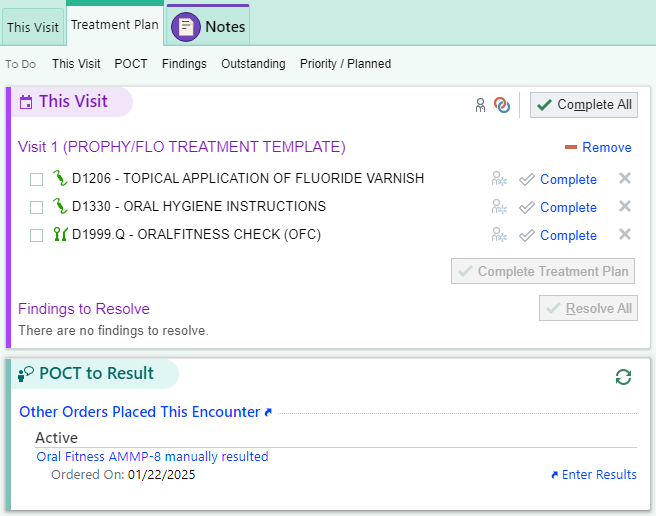 This Visit Treatment Plan Notes
To Do This Visit POCT Findings Outstanding Priority / Planned
This Visit Complete All
Visit 1 (PROPHY/FLO TREATMENT TEMPLATE) Remove
D1206 - TOPICAL APPLICATION OF FLUORIDE VARNISH Complete
D1330 - ORAL HYGIENE INSTRUCTIONS Complete
D1999.Q - ORALFITNESS CHECK (OFC) Complete
Complete Treatment Plan
Findings to Resolve Resolve All
There are no findings to resolve.
POCT to Result
Other Orders Placed This Encounter
Active
Oral Fitness AMMP-8 manually resulted
Ordered On: 01/22/2025 Enter Results